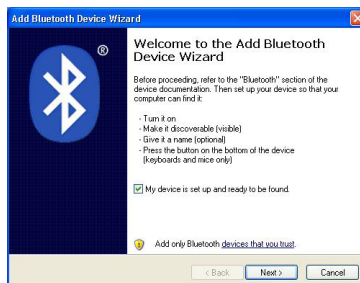 Add Bluetooth Device Wizard
®
Welcome to the Add Bluetooth
Device Wizard
Before proceeding, refer to the "Bluetooth" section of the
device documentation. Then set up your device so that your
computer can find it:
- Turn it on
- Make it discoverable (visible)
- Give it a name (optional)
- Press the button on the bottom of the device
(keyboards and mice only)
My device is set up and ready to be found.
Add only Bluetooth devices that you trust.
< Back Next > Cancel